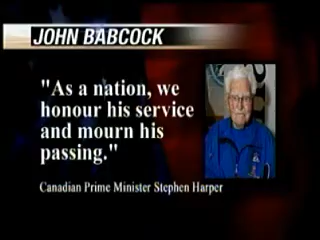 JOHN BABCOCK
"As a nation, we
honour his service
and mourn his
passing."
Canadian Prime Minister Stephen Harper